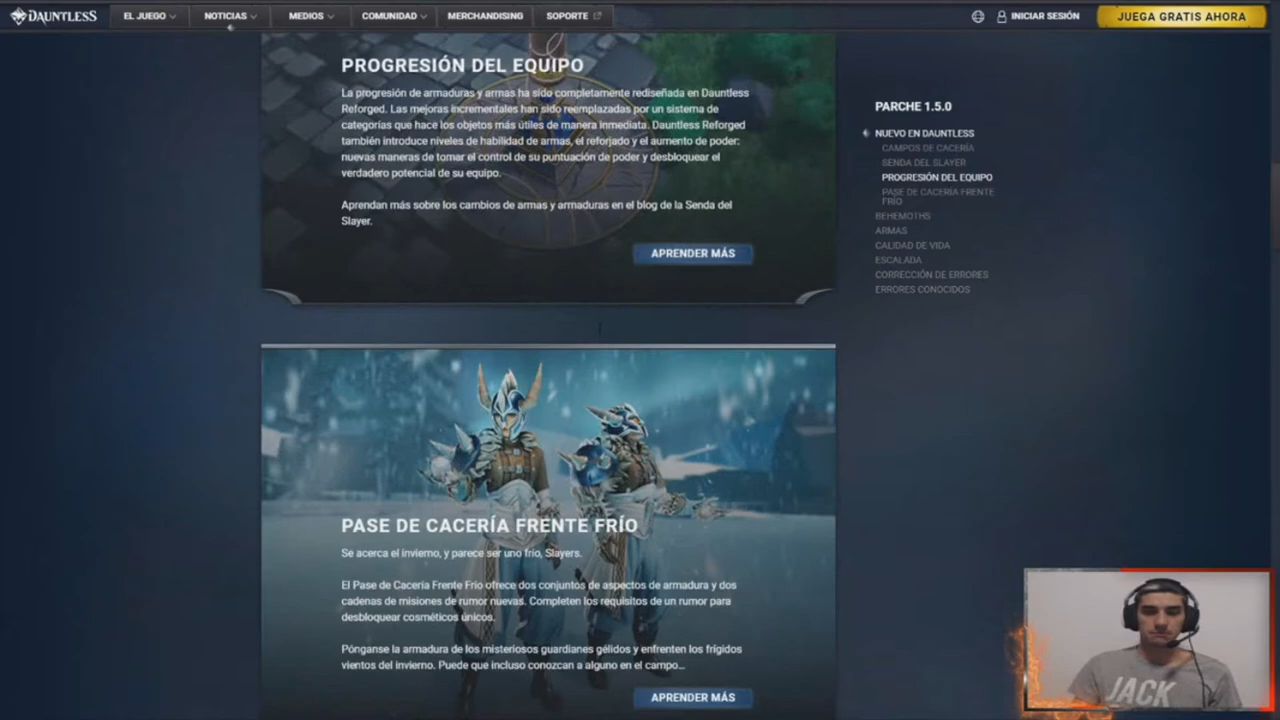 DAUNTLESS
EL JUEGO
NOTICIAS
MEDIOS
COMUNIDAD
MERCHANDISING
SOPORTE
INICIAR SESIÓN
JUEGA GRATIS AHORA
PROGRESIÓN DEL EQUIPO
La progresión de armaduras y armas ha sido completamente rediseñada en Dauntless
Reforged. Las mejoras incrementales han sido reemplazadas por un sistema de
categorías que hace los objetos más útiles de manera inmediata. Dauntless Reforged
también introduce niveles de habilidad de armas, el reforjado y el aumento de poder:
nuevas maneras de tomar el control de su puntuación de poder y desbloquear el
verdadero potencial de su equipo.
Aprendan más sobre los cambios de armas y armaduras en el blog de la Senda del
Slayer.
APRENDER MÁS
PASE DE CACERÍA FRENTE FRÍO
Se acerca el invierno, y parece ser uno frío, Slayers.
El Pase de Cacería Frente Frío ofrece dos conjuntos de aspectos de armadura y dos
cadenas de misiones de rumor nuevas. Completen los requisitos de un rumor para
desbloquear cosméticos únicos.
Pónganse la armadura de los misteriosos guardianes gélidos y enfrenten los frígidos
vientos del invierno. Puede que incluso conozcan a alguno en el campo...
APRENDER MÁS
PARCHE 1.5.0
NUEVO EN DAUNTLESS
CAMPOS DE CACERÍA
SENDA DEL SLAYER
PROGRESIÓN DEL EQUIPO
PASE DE CACERÍA FRENTE
FRÍO
BEHEMOTHS
ARMAS
CALIDAD DE VIDA
ESCALADA
CORRECCIÓN DE ERRORES
ERRORES CONOCIDOS
JACK